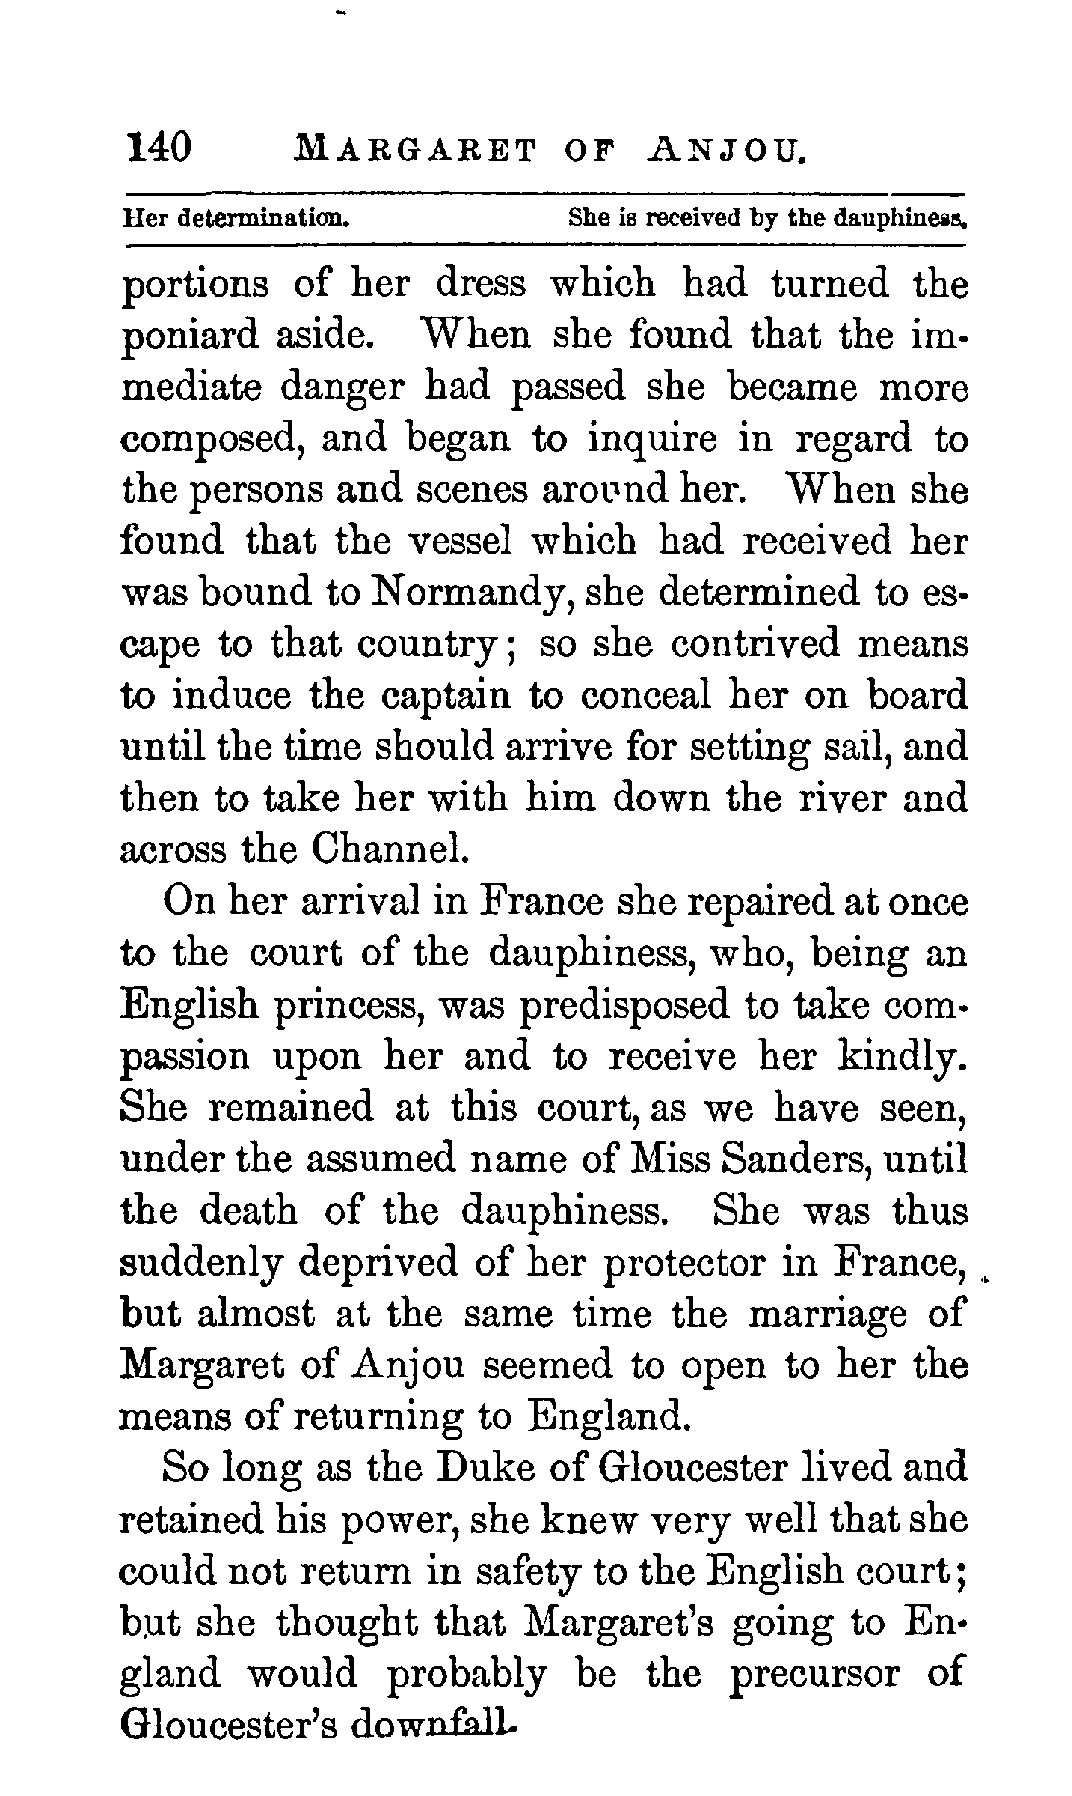 140 MARGARET OF ANJOU.
Her determination. She is received by the dauphiness.
portions of her dress which had turned the
poniard aside. When she found that the im-
mediate danger had passed she became more
composed, and began to inquire in regard to
the persons and scenes around her. When she
found that the vessel which had received her
was bound to Normandy, she determined to es-
cape to that country; so she contrived means
to induce the captain to conceal her on board
until the time should arrive for setting sail, and
then to take her with him down the river and
across the Channel.
On her arrival in France she repaired at once
to the court of the dauphiness, who, being an
English princess, was predisposed to take com-
passion upon her and to receive her kindly.
She remained at this court, as we have seen,
under the assumed name of Miss Sanders, until
the death of the dauphiness. She was thus
suddenly deprived of her protector in France,
but almost at the same time the marriage of
Margaret of Anjou seemed to open to her the
means of returning to England.
So long as the Duke of Gloucester lived and
retained his power, she knew very well that she
could not return in safety to the English court;
but she thought that Margaret's going to En-
gland would probably be the precursor of
Gloucester's downfall.